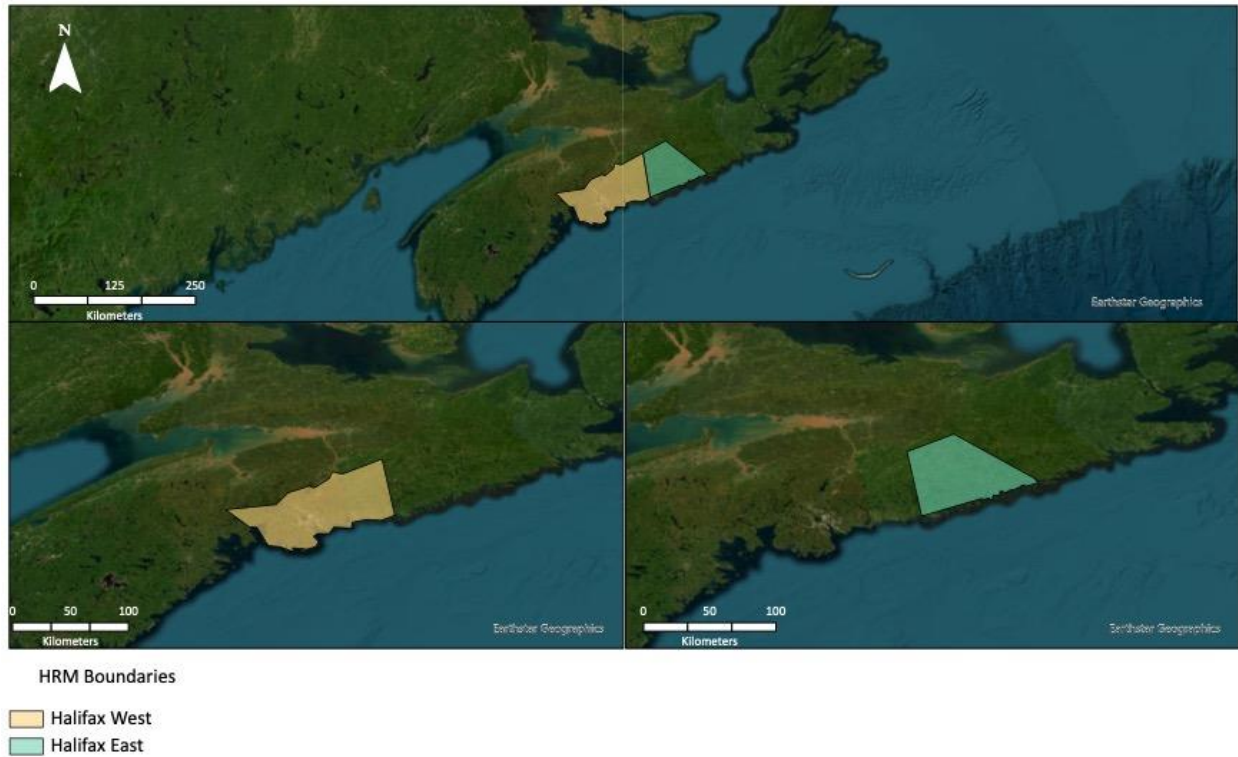 N
0 125 250
Kilometers
Earthstar Geographics
0 50 100
Kilometers
Earthstar Geographics
0 50 100
Kilometers
Earthstar Geographics
HRM Boundaries
Halifax West
Halifax East